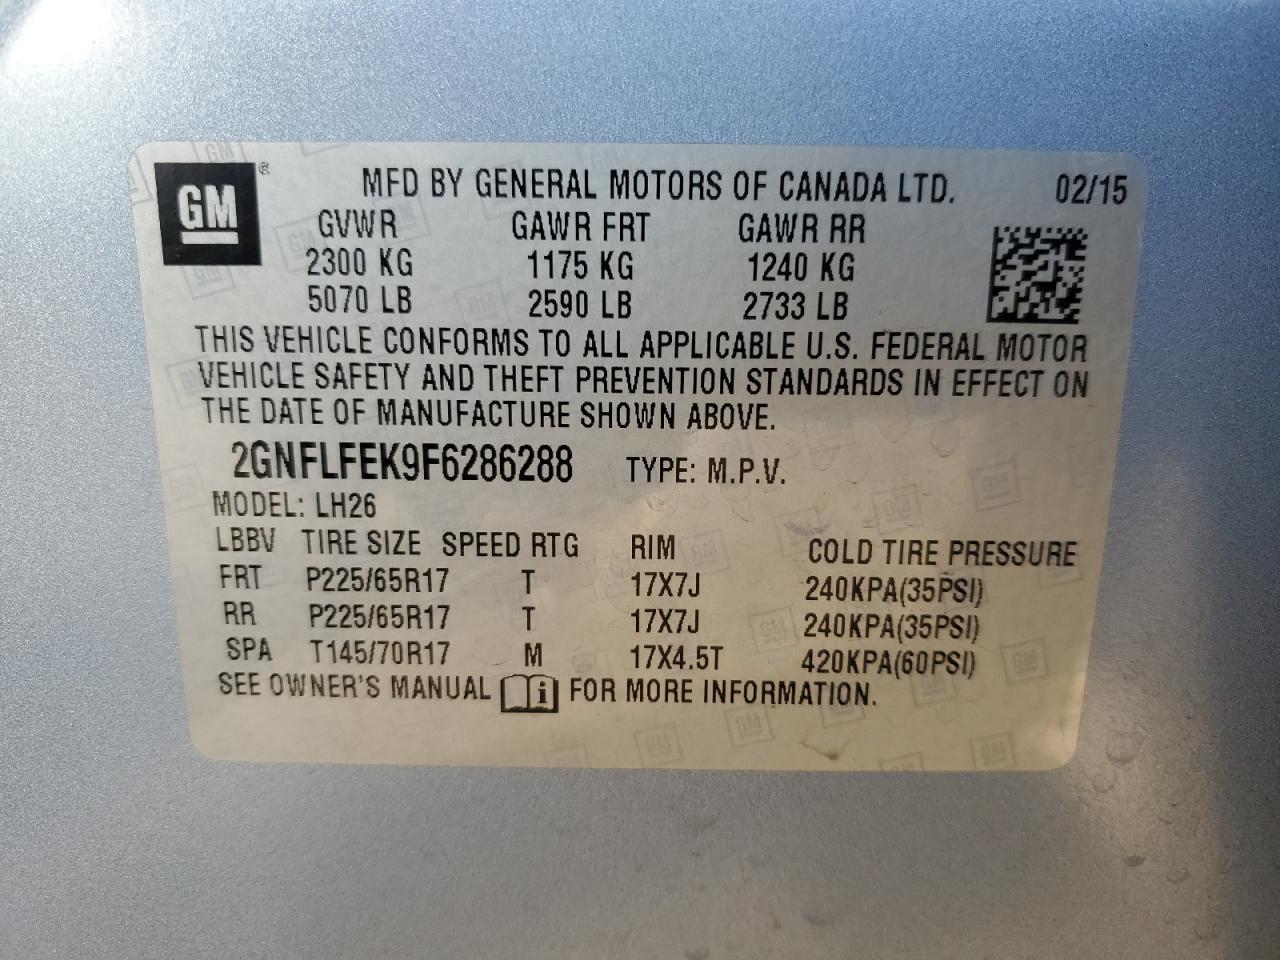 GM ® MFD BY GENERAL MOTORS OF CANADA LTD. 02/15
GVWR GAWR FRT GAWR RR
2300 KG 1175 KG 1240 KG
5070 LB 2590 LB 2733 LB
THIS VEHICLE CONFORMS TO ALL APPLICABLE U.S. FEDERAL MOTOR
VEHICLE SAFETY AND THEFT PREVENTION STANDARDS IN EFFECT ON
THE DATE OF MANUFACTURE SHOWN ABOVE.
2GNFLFEK9F6286288 TYPE: M.P.V.
MODEL: LH26
LBBV TIRE SIZE SPEED RTG RIM COLD TIRE PRESSURE
FRT P225/65R17 T 17X7J 240KPA(35PSI)
RR P225/65R17 T 17X7J 240KPA(35PSI)
SPA T145/70R17 M 17X4.5T 420KPA(60PSI)
SEE OWNER'S MANUAL i FOR MORE INFORMATION.